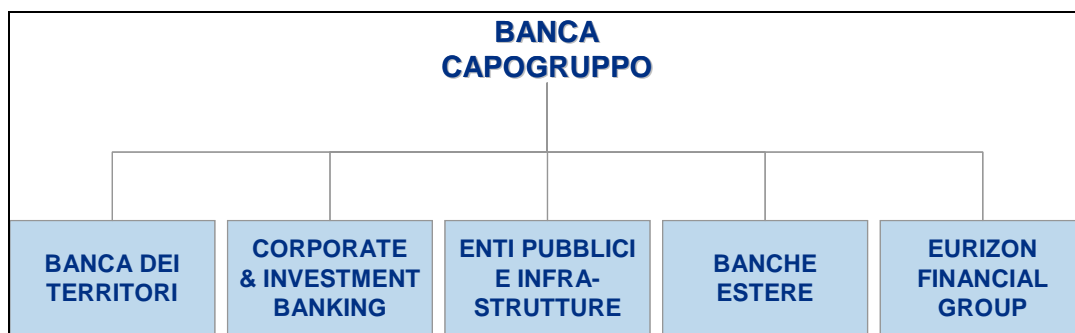 BANCA
CAPOGRUPPO
BANCA DEI
TERRITORI
CORPORATE
& INVESTMENT
BANKING
ENTI PUBBLICI
E INFRA-
STRUTTURE
BANCHE
ESTERE
EURIZON
FINANCIAL
GROUP